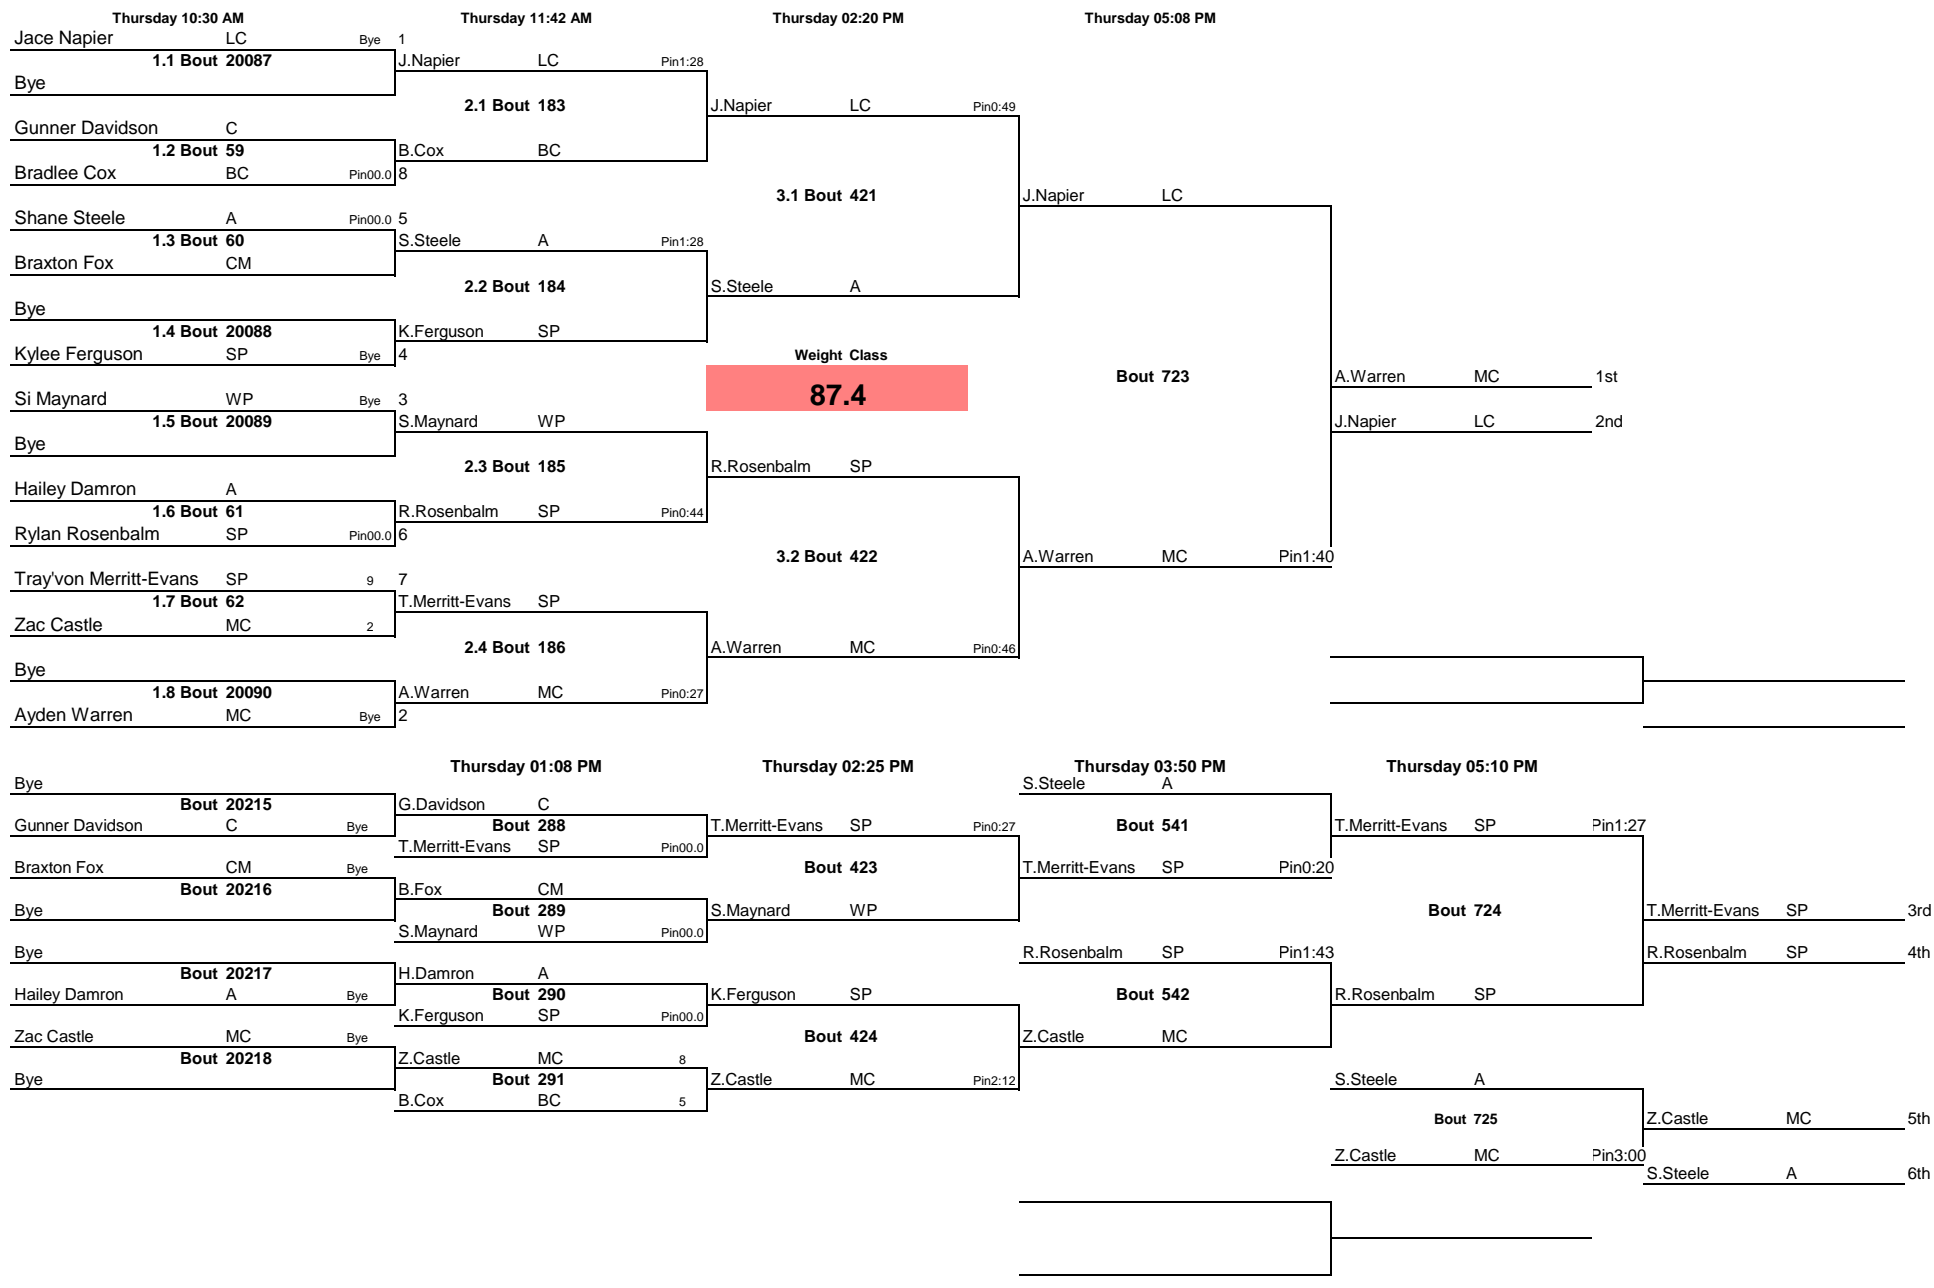 Thursday 10:30 AM Thursday 11:42 AM Thursday 02:20 PM Thursday 05:08 PM
Jace Napier LC Bye 1
1.1 Bout 20087 J.Napier LC Pin1:28
Bye
2.1 Bout 183 J.Napier LC Pin0:49
Gunner Davidson C
1.2 Bout 59 B.Cox BC
Bradlee Cox BC Pin00.0 8
3.1 Bout 421 J.Napier LC
Shane Steele A Pin00.0 5
1.3 Bout 60 S.Steele A Pin1:28
Braxton Fox CM
2.2 Bout 184 S.Steele A
Bye
1.4 Bout 20088 K.Ferguson SP
Kylee Ferguson SP Bye 4 Weight Class
Bout 723 A.Warren MC 1st
Si Maynard WP Bye 3 87.4
1.5 Bout 20089 S.Maynard WP J.Napier LC 2nd
Bye
2.3 Bout 185 R.Rosenbalm SP
Hailey Damron A
1.6 Bout 61 R.Rosenbalm SP Pin0:44
Rylan Rosenbalm SP Pin00.0 6
3.2 Bout 422 A.Warren MC Pin1:40
Tray'von Merritt-Evans SP 9 7
1.7 Bout 62 T.Merritt-Evans SP
Zac Castle MC 2
2.4 Bout 186 A.Warren MC Pin0:46
Bye
1.8 Bout 20090 A.Warren MC Pin0:27
Ayden Warren MC Bye 2
Thursday 01:08 PM Thursday 02:25 PM Thursday 03:50 PM Thursday 05:10 PM
Bye S.Steele A
Bout 20215 G.Davidson C
Gunner Davidson C Bye Bout 288 T.Merritt-Evans SP Pin0:27 Bout 541 T.Merritt-Evans SP Pin1:27
T.Merritt-Evans SP Pin00.0
Braxton Fox CM Bye Bout 423 T.Merritt-Evans SP Pin0:20
Bout 20216 B.Fox CM
Bye Bout 289 S.Maynard WP Bout 724 T.Merritt-Evans SP 3rd
S.Maynard WP Pin00.0
Bye R.Rosenbalm SP Pin1:43 R.Rosenbalm SP 4th
Bout 20217 H.Damron A
Hailey Damron A Bye Bout 290 K.Ferguson SP Bout 542 R.Rosenbalm SP
K.Ferguson SP Pin00.0
Zac Castle MC Bye Bout 424 Z.Castle MC
Bout 20218 Z.Castle MC 8
Bye Bout 291 Z.Castle MC Pin2:12 S.Steele A
B.Cox BC 5
Bout 725 Z.Castle MC 5th
Z.Castle MC Pin3:00
S.Steele A 6th